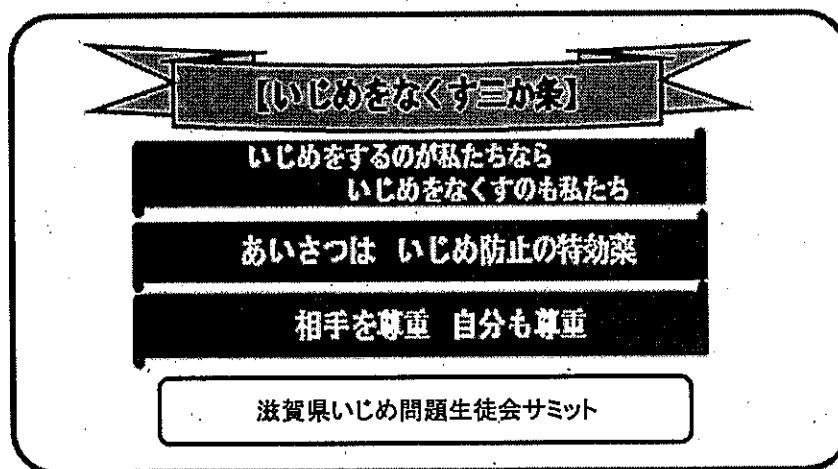 【いじめをなくす三か条】
いじめをするのが私たちなら
いじめをなくすのも私たち
あいさつは いじめ防止の特効薬
相手を尊重 自分も尊重
滋賀県いじめ問題生徒会サミット